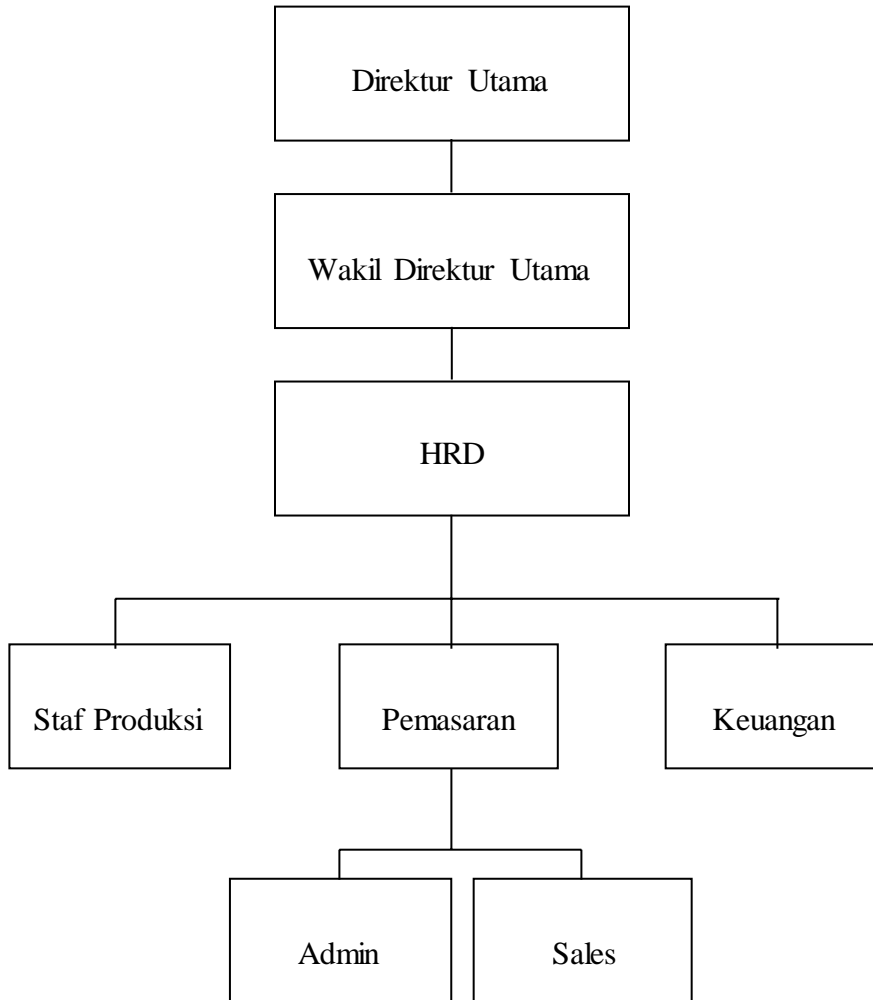 Direktur Utama
Wakil Direktur Utama
HRD
Staf Produksi
Pemasaran
Keuangan
Admin
Sales